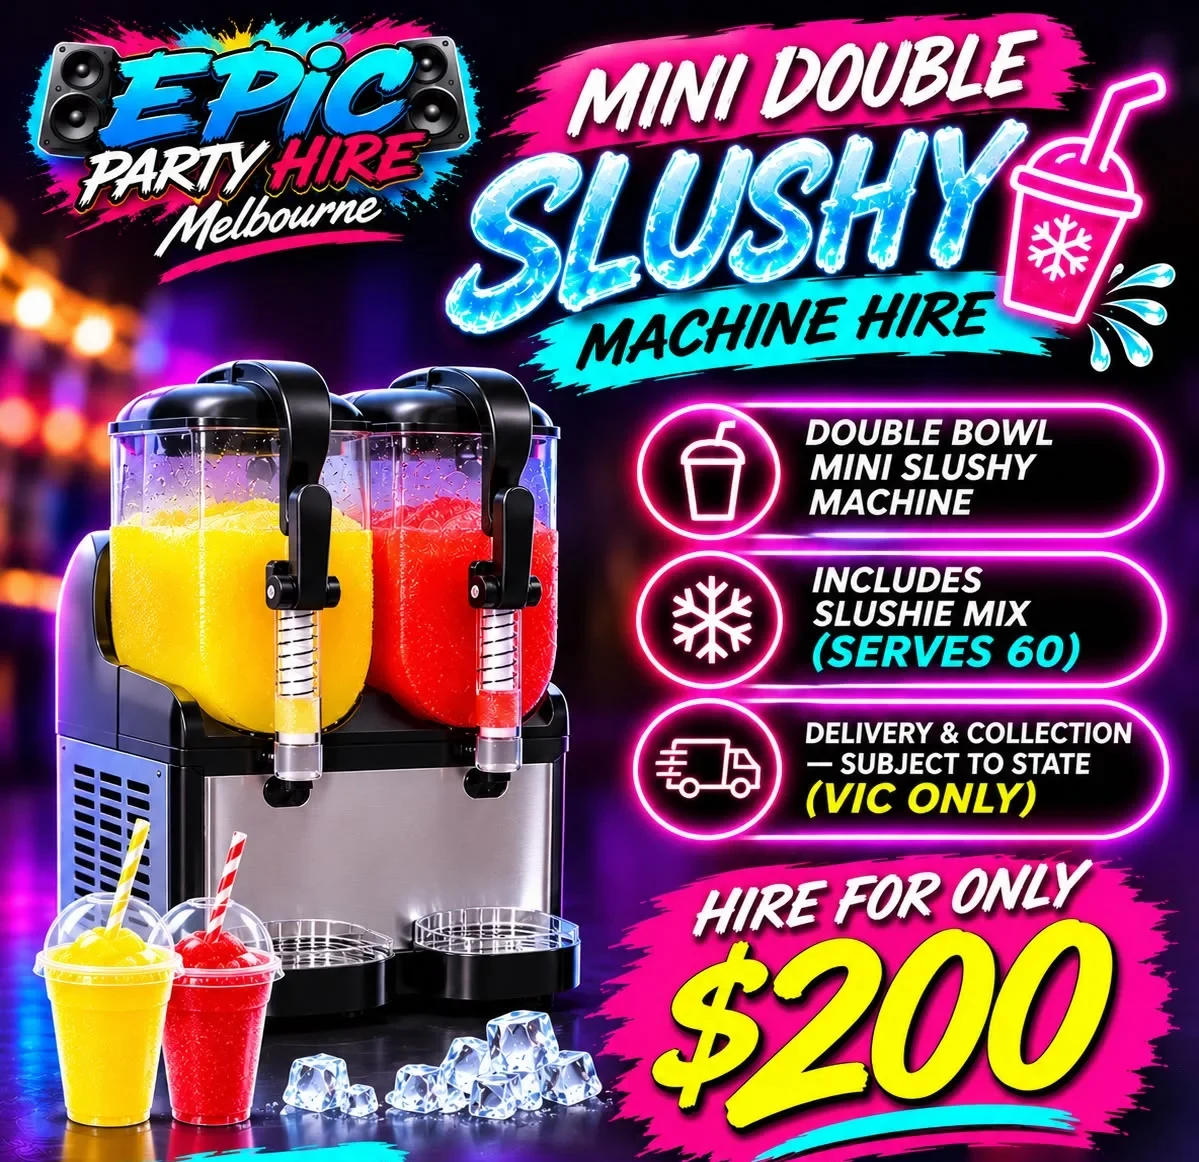 EPIC
PARTY HIRE
Melbourne
MINI DOUBLE
SLUSHY
MACHINE HIRE
DOUBLE BOWL
MINI SLUSHY
MACHINE
INCLUDES
SLUSHIE MIX
(SERVES 60)
DELIVERY & COLLECTION
— SUBJECT TO STATE
(VIC ONLY)
HIRE FOR ONLY
$200